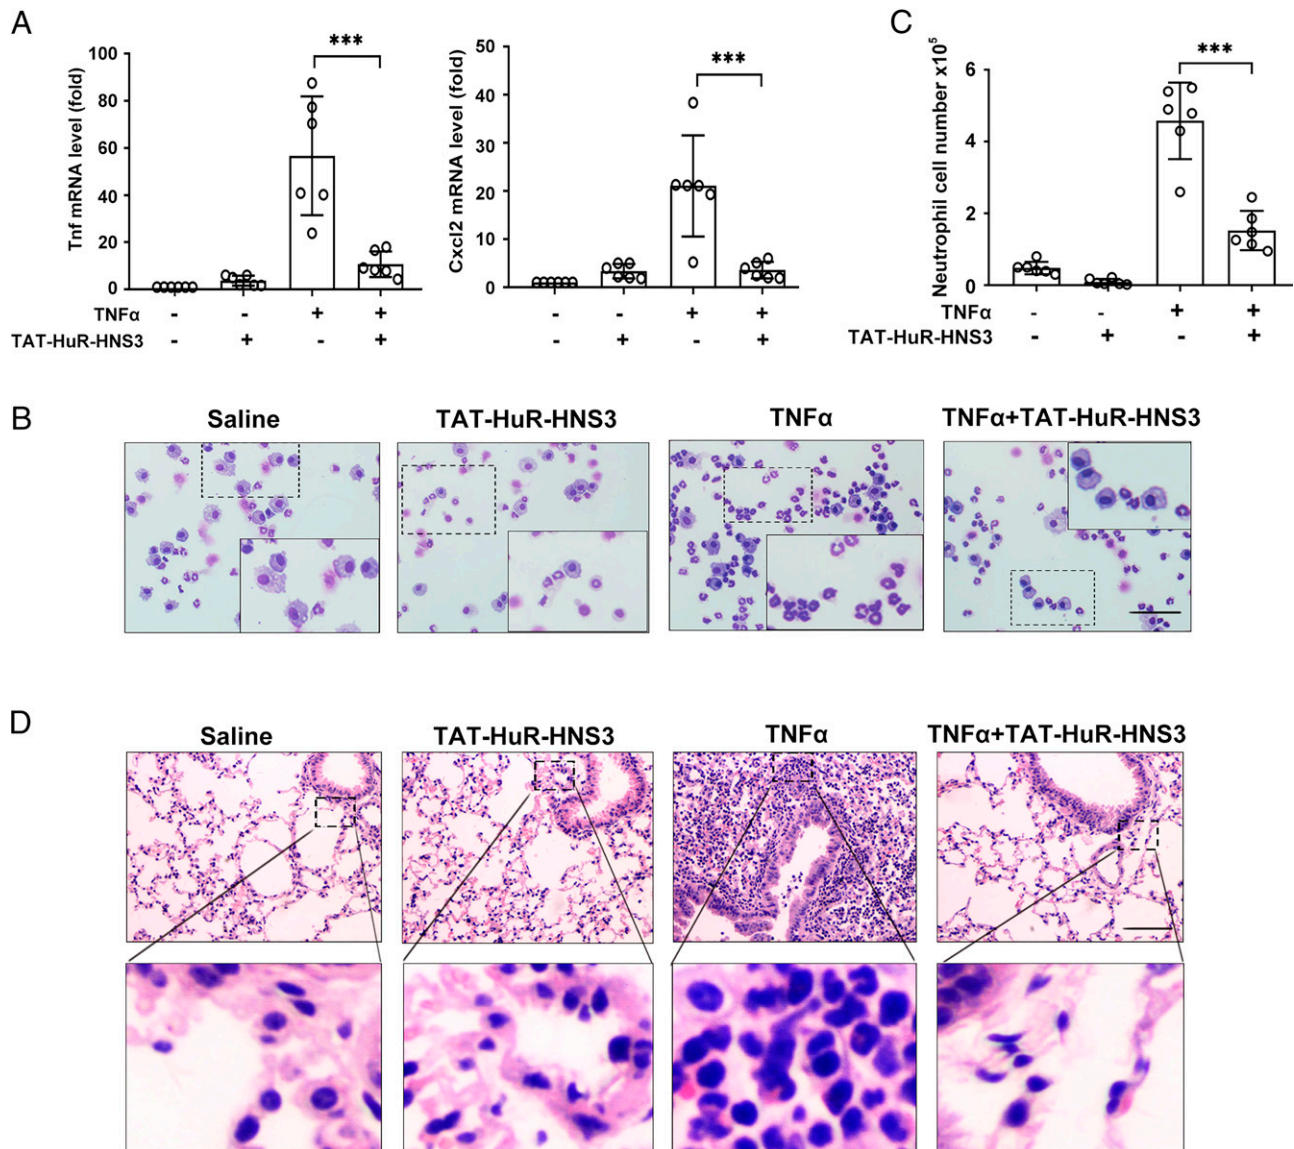 A
Tnf mRNA level (fold)
100
80
60
40
20
0
***
TNFα - - + +
TAT-HuR-HNS3 - + - +
Cxcl2 mRNA level (fold)
50
40
30
20
10
0
***
- - + +
- + - +
C
Neutrophil cell number x10⁵
6
4
2
0
***
TNFα - - + +
TAT-HuR-HNS3 - + - +
B
Saline TAT-HuR-HNS3 TNFα TNFα+TAT-HuR-HNS3
D
Saline TAT-HuR-HNS3 TNFα TNFα+TAT-HuR-HNS3